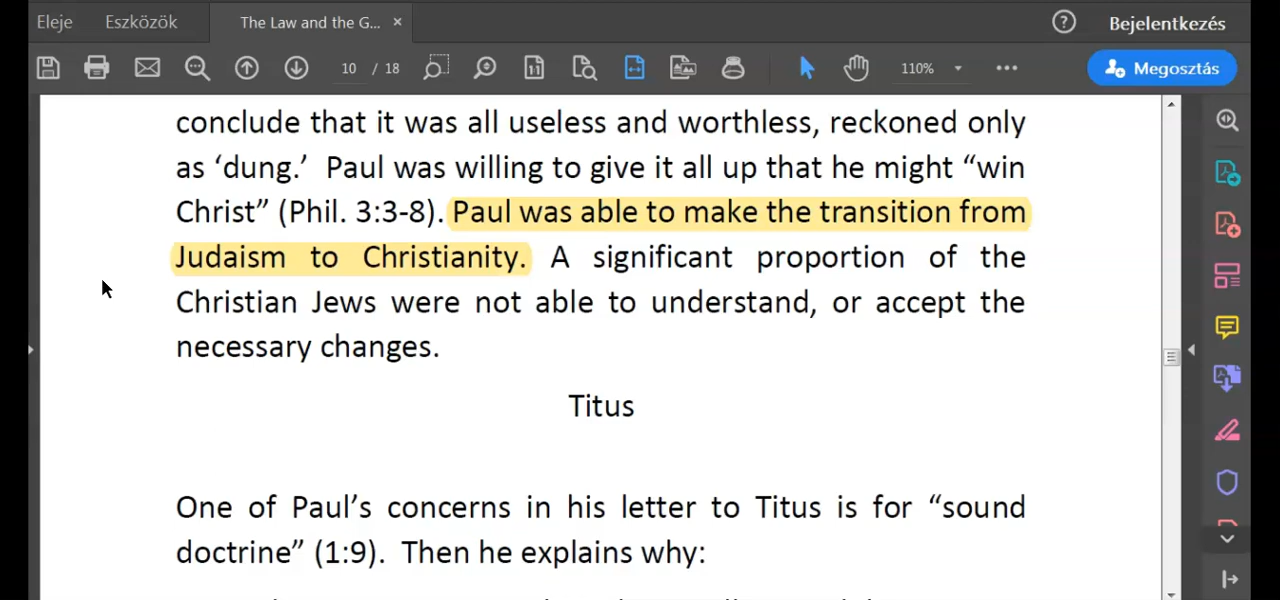 Eleje Eszközök The Law and the G... × Bejelentkezés
10 / 18 110% Megosztás
conclude that it was all useless and worthless, reckoned only
as ‘dung.’ Paul was willing to give it all up that he might “win
Christ” (Phil. 3:3-8). Paul was able to make the transition from
Judaism to Christianity. A significant proportion of the
Christian Jews were not able to understand, or accept the
necessary changes.
Titus
One of Paul’s concerns in his letter to Titus is for “sound
doctrine” (1:9). Then he explains why: